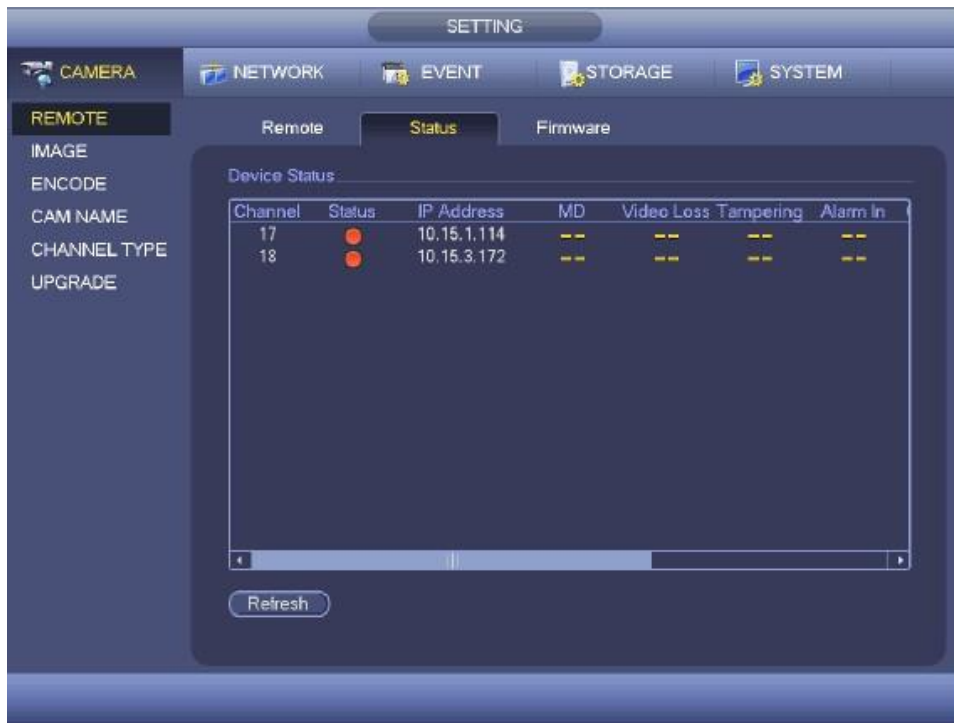 SETTING
CAMERA NETWORK EVENT STORAGE SYSTEM
REMOTE
IMAGE
ENCODE
CAM NAME
CHANNEL TYPE
UPGRADE
Remote Status Firmware
Device Status
Channel Status IP Address MD Video Loss Tampering Alarm In
17 10.15.1.114 -- -- -- --
18 10.15.3.172 -- -- -- --
Refresh